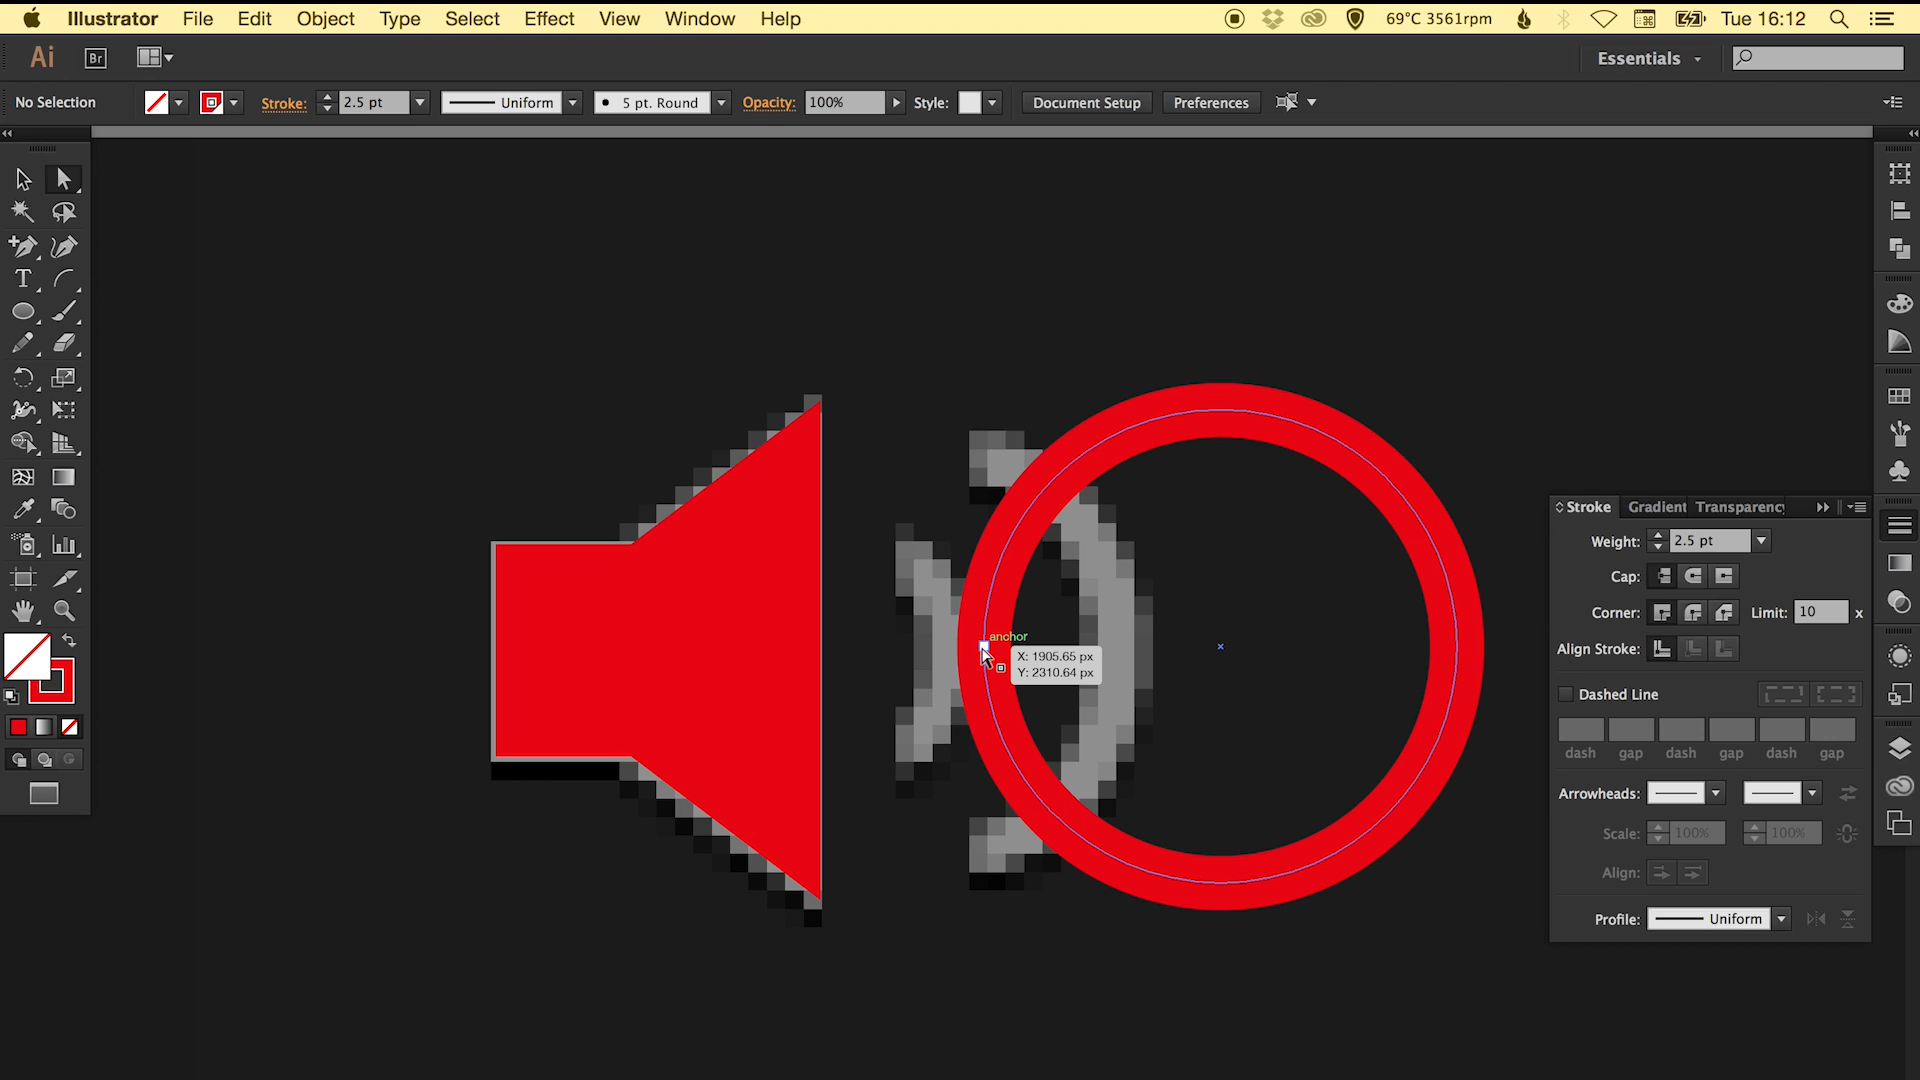 Illustrator File Edit Object Type Select Effect View Window Help 69°C 3561rpm Tue 16:12
Ai Br Essentials
No Selection Stroke: 2.5 pt Uniform 5 pt. Round Opacity: 100% Style: Document Setup Preferences
Stroke Gradient Transparency
Weight: 2.5 pt
Cap:
Corner: Limit: 10 x
anchor
X: 1905.65 px
Y: 2310.64 px
Align Stroke:
Dashed Line
dash gap dash gap dash gap
Arrowheads:
Scale: 100% 100%
Align:
Profile: Uniform